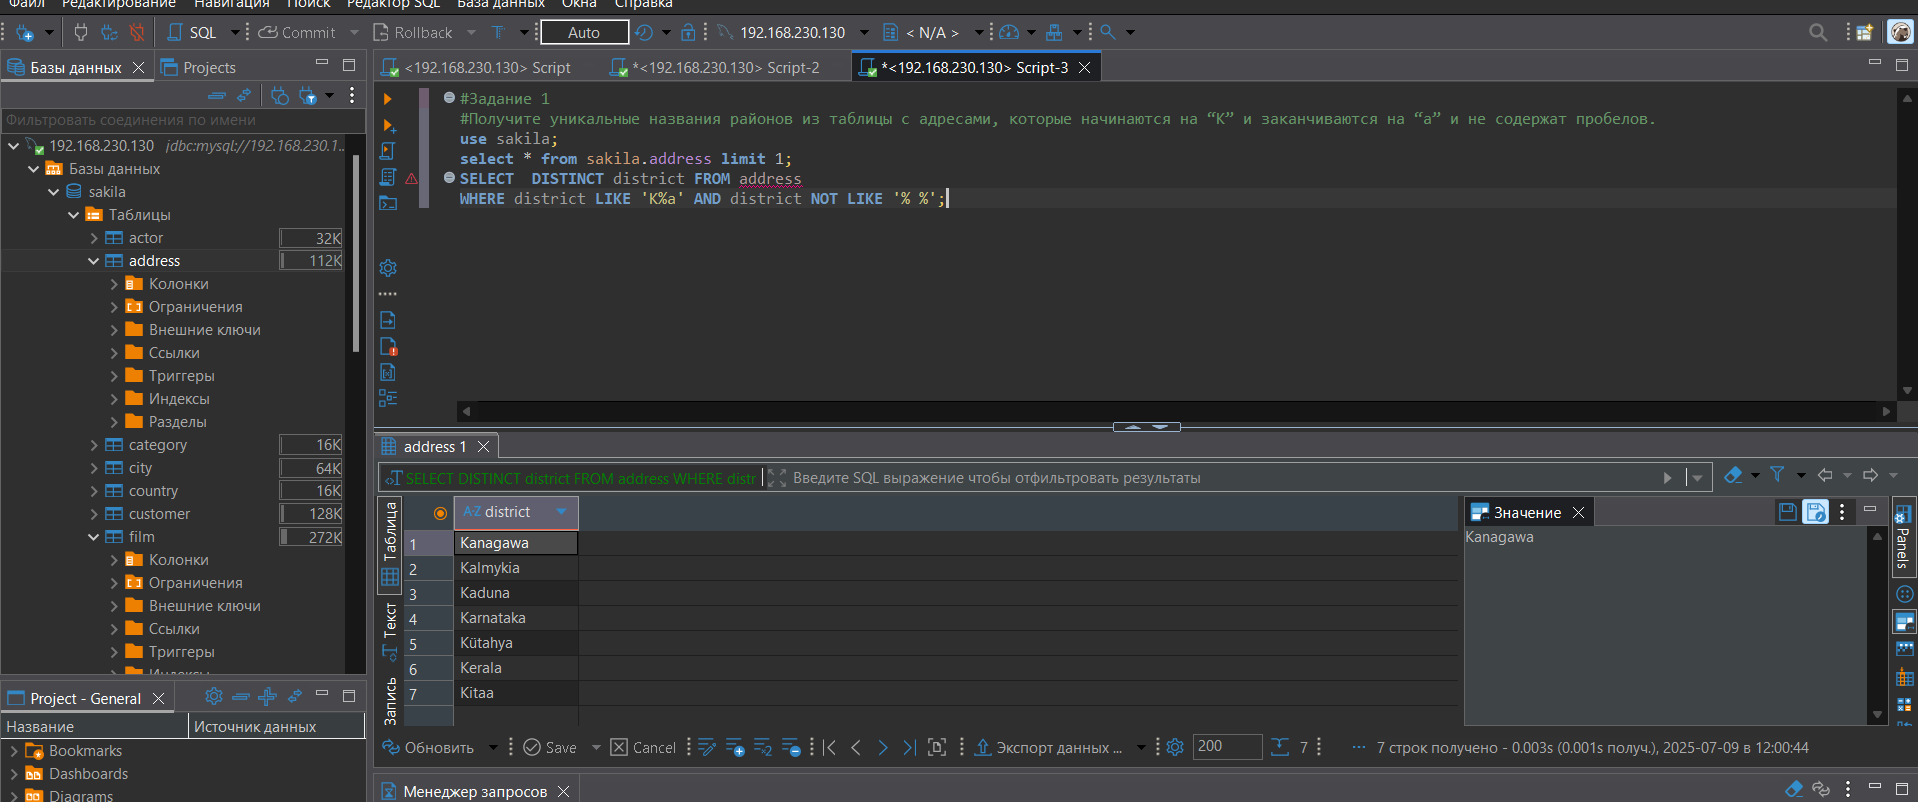 Файл Редактирование Навигация Поиск Редактор SQL База данных Окна Справка
SQL Commit Rollback T Auto 192.168.230.130 < N/A >
Базы данных Projects
<192.168.230.130> Script *<192.168.230.130> Script-2 *<192.168.230.130> Script-3
Фильтровать соединения по имени
192.168.230.130 jdbc:mysql://192.168.230.1...
Базы данных
sakila
Таблицы
actor 32K
address 112K
Колонки
Ограничения
Внешние ключи
Ссылки
Триггеры
Индексы
Разделы
category 16K
city 64K
country 16K
customer 128K
film 272K
Колонки
Ограничения
Внешние ключи
Ссылки
Триггеры
Индексы
Project - General
Название Источник данных
Bookmarks
Dashboards
Diagrams
#Задание 1
#Получите уникальные названия районов из таблицы с адресами, которые начинаются на “K” и заканчиваются на “a” и не содержат пробелов.
use sakila;
select * from sakila.address limit 1;
SELECT  DISTINCT district FROM address
WHERE district LIKE 'K%a' AND district NOT LIKE '% %';
address 1
SELECT DISTINCT district FROM address WHERE distr Введите SQL выражение чтобы отфильтровать результаты
Таблица
Текст
Запись
A-Z district
1 Kanagawa
2 Kalmykia
3 Kaduna
4 Karnataka
5 Kütahya
6 Kerala
7 Kitaa
Значение
Kanagawa
Panels
Обновить Save Cancel Экспорт данных ... 200 7 7 строк получено - 0.003s (0.001s получ.), 2025-07-09 в 12:00:44
Менеджер запросов